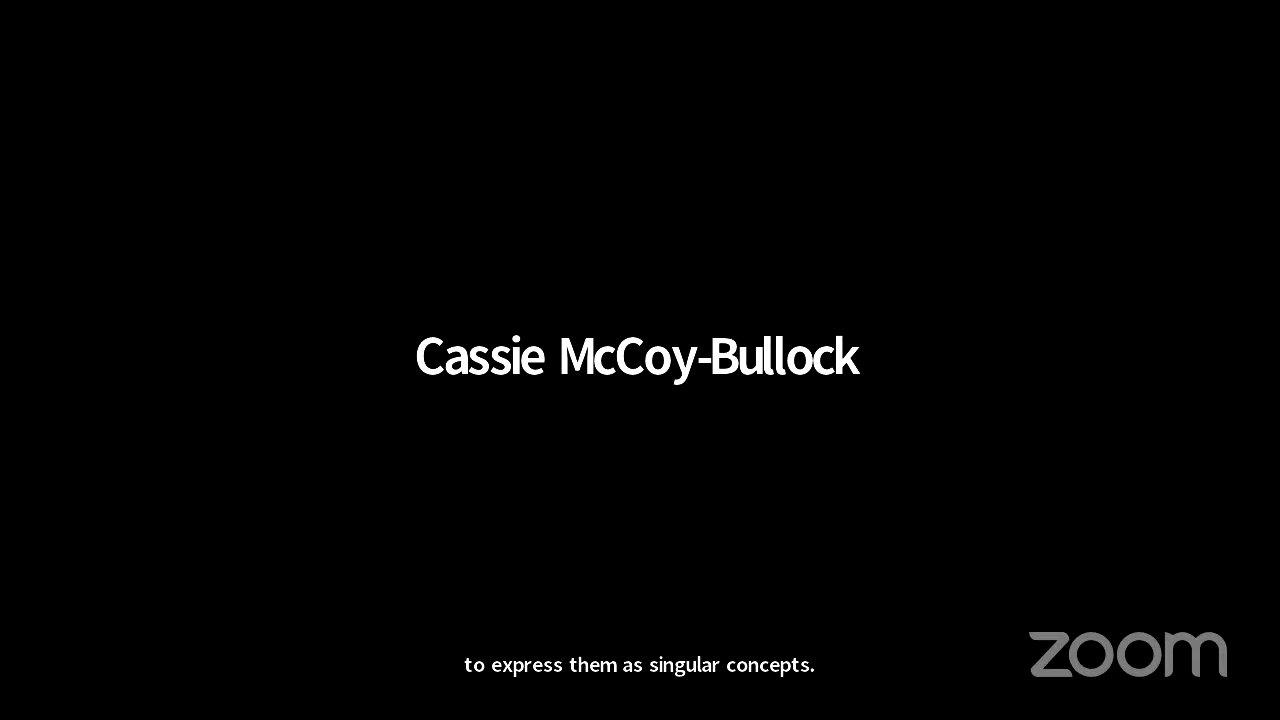 Cassie McCoy-Bullock
to express them as singular concepts.
zoom